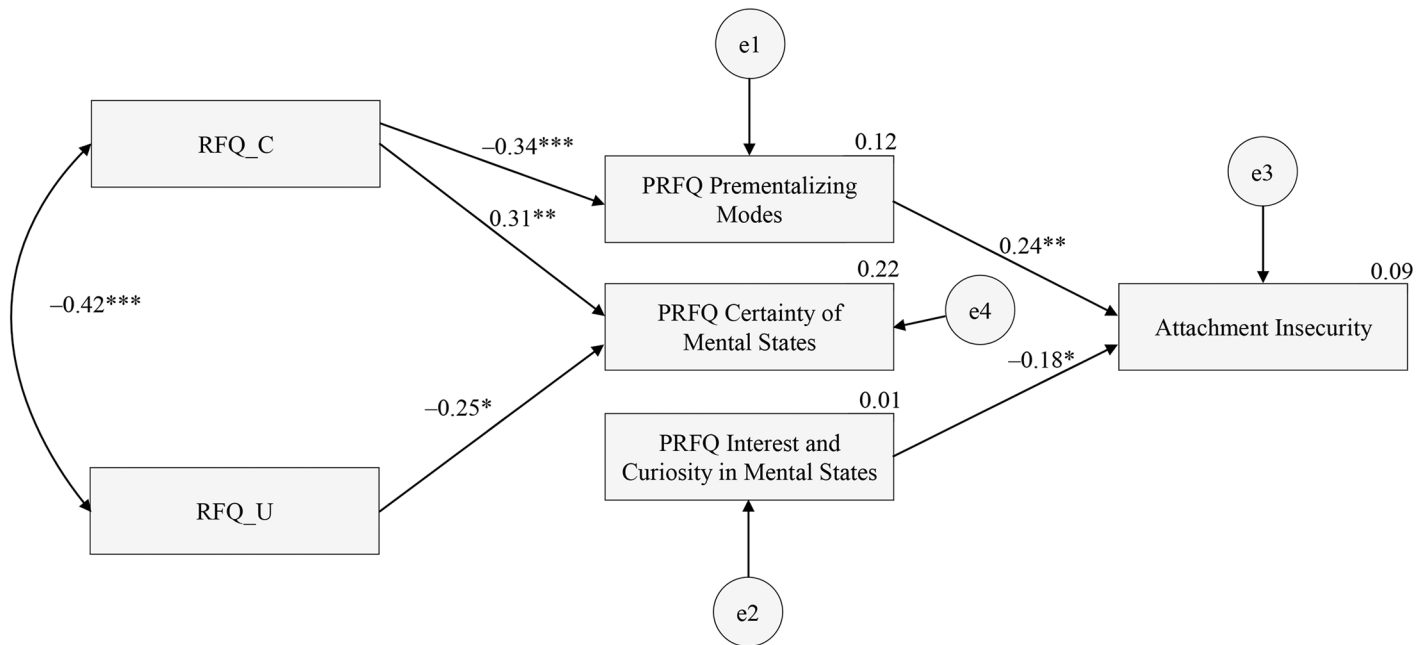 e1
RFQ_C
–0.34***
0.12
PRFQ Prementalizing
Modes
e3
0.31**
0.24**
0.22
0.09
–0.42***
PRFQ Certainty of
Mental States
e4
Attachment Insecurity
–0.18*
–0.25*
0.01
PRFQ Interest and
Curiosity in Mental States
RFQ_U
e2